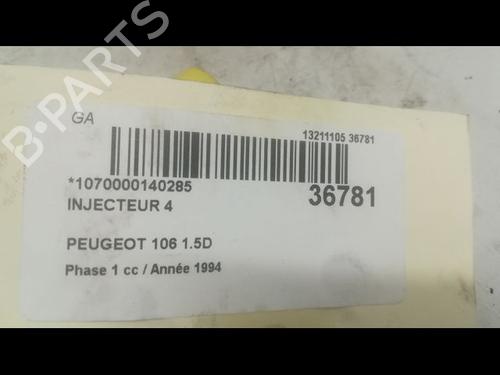 GA
13211105 36781
*1070000140285
36781
INJECTEUR 4
PEUGEOT 106 1.5D
Phase 1 cc / Année 1994
B-PARTS